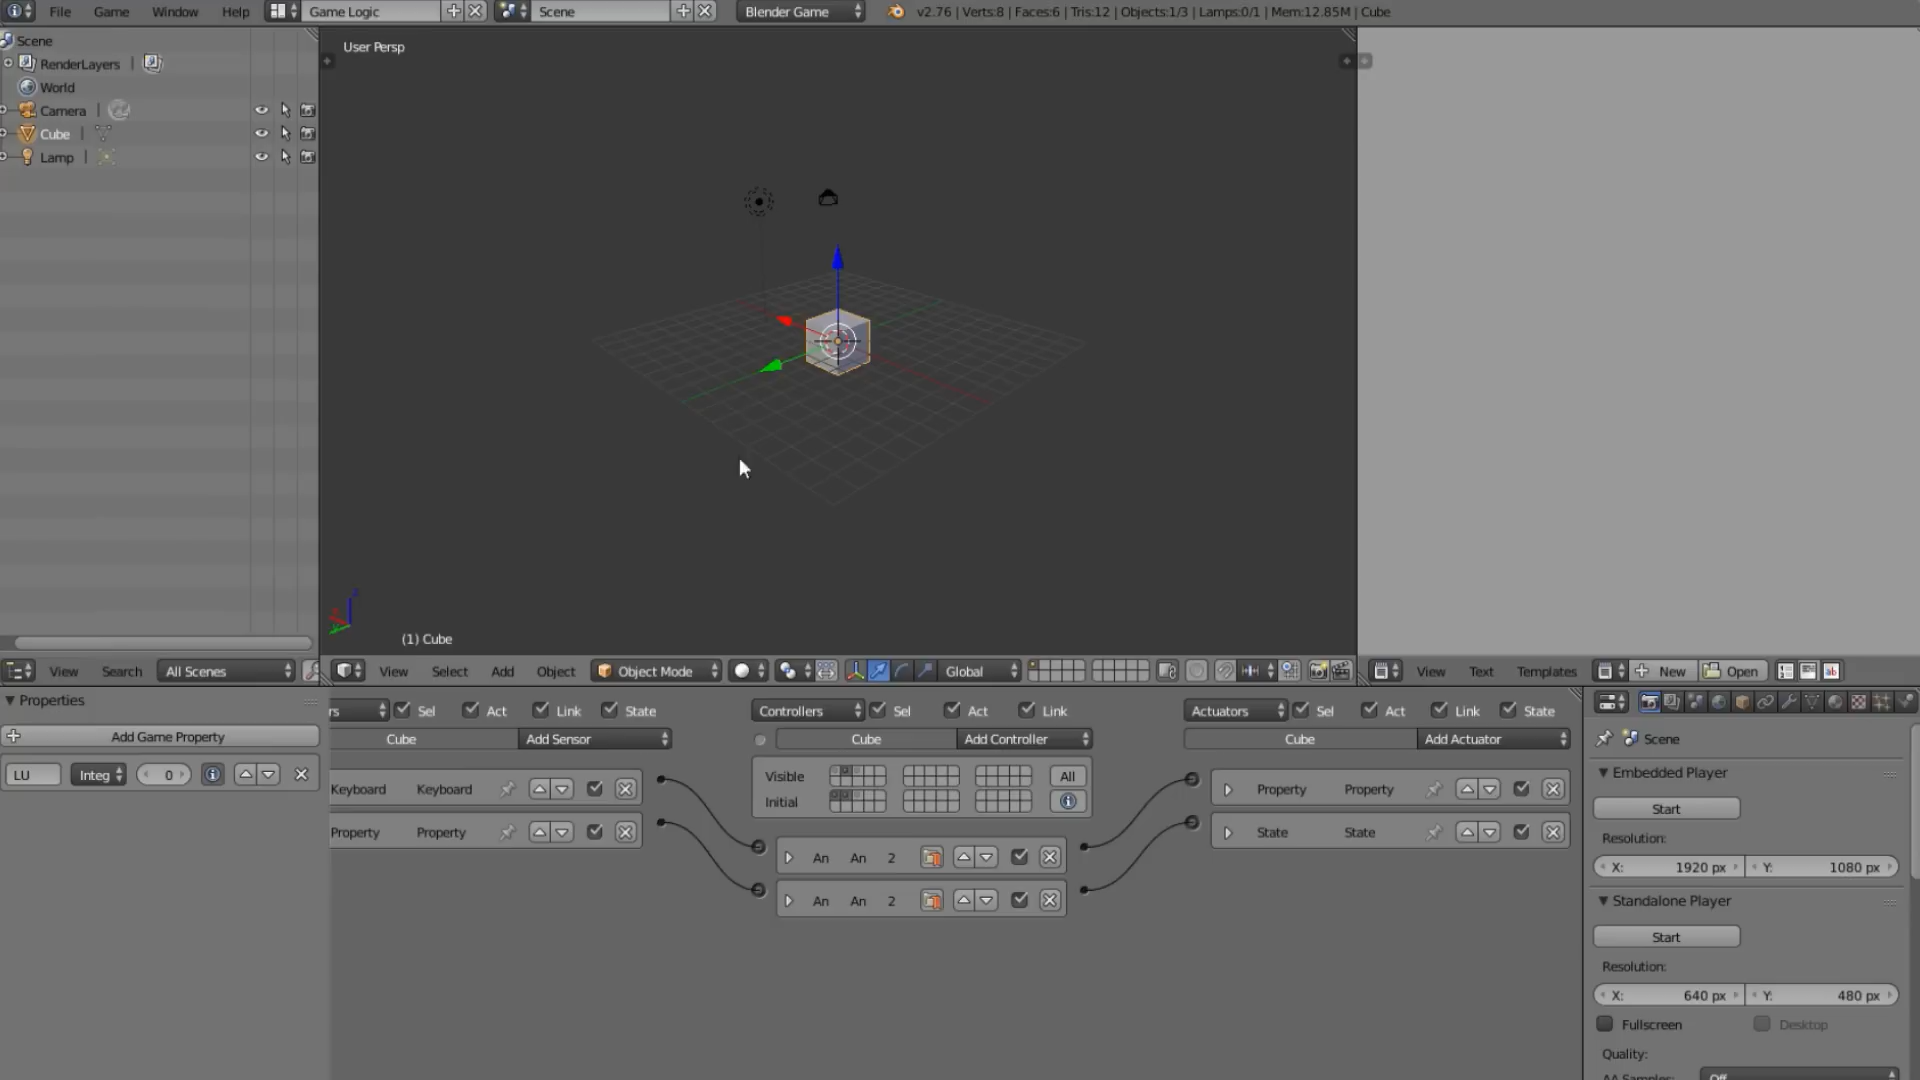 File Game Window Help Game Logic Scene Blender Game v2.76 | Verts:8 | Faces:6 | Tris:12 | Objects:1/3 | Lamps:0/1 | Mem:12.85M | Cube
Scene
RenderLayers
World
Camera
Cube
Lamp
User Persp
(1) Cube
View Search All Scenes
View Select Add Object Object Mode Global
View Text Templates New Open
Properties
Add Game Property
LU Integ 0
rs Sel Act Link State
Cube Add Sensor
Keyboard Keyboard
Property Property
Controllers Sel Act Link
Cube Add Controller
Visible All
Initial
An An 2
An An 2
Actuators Sel Act Link State
Cube Add Actuator
Property Property
State State
Scene
Embedded Player
Start
Resolution:
X: 1920 px Y: 1080 px
Standalone Player
Start
Resolution:
X: 640 px Y: 480 px
Fullscreen Desktop
Quality:
AA Samples: Off